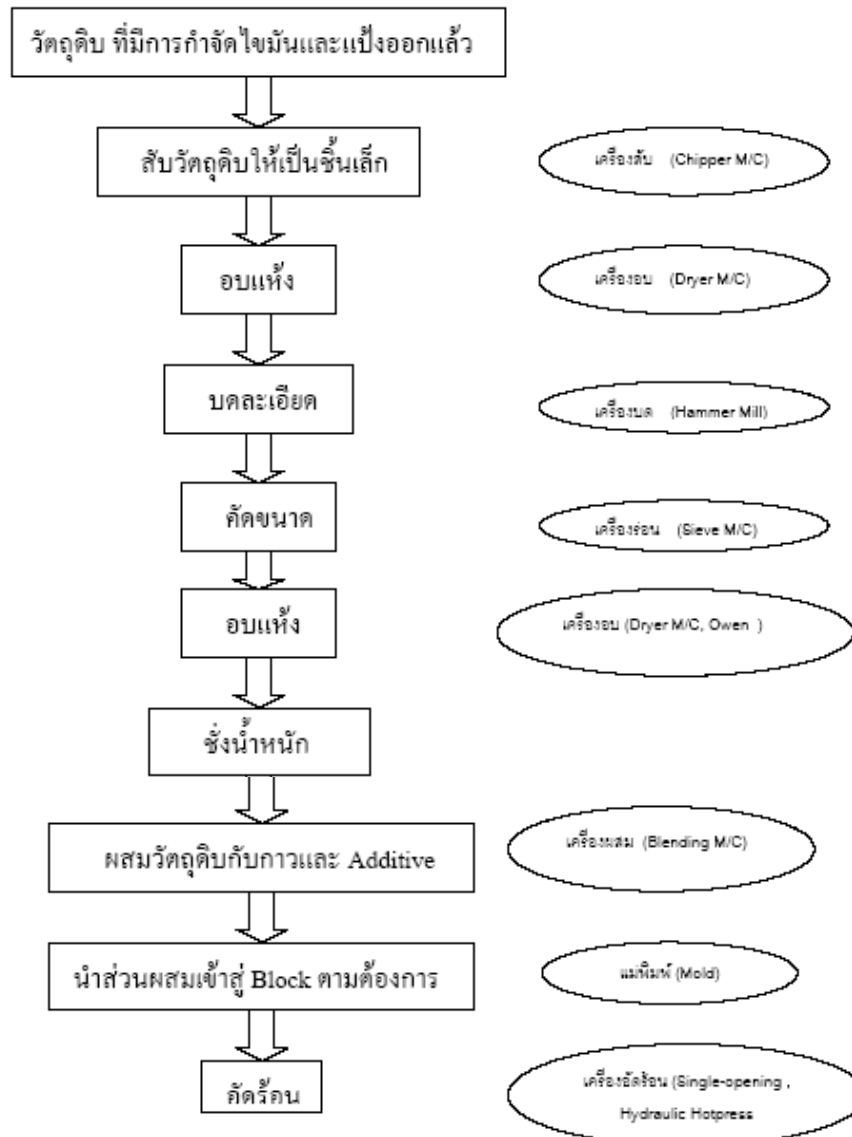 วัตถุดิบ ที่มีการกำจัดไขมันและแป้งออกแล้ว
สับวัตถุดิบให้เป็นชิ้นเล็ก
เครื่องสับ (Chipper M/C)
อบแห้ง
เครื่องอบ (Dryer M/C)
บดละเอียด
เครื่องบด (Hammer Mill)
คัดขนาด
เครื่องร่อน (Sieve M/C)
อบแห้ง
เครื่องอบ (Dryer M/C, Owen )
ชั่งน้ำหนัก
ผสมวัตถุดิบกับกาวและ Additive
เครื่องผสม (Blending M/C)
นำส่วนผสมเข้าสู่ Block ตามต้องการ
แม่พิมพ์ (Mold)
อัดร้อน
เครื่องอัดร้อน (Single-opening ,
Hydraulic Hotpress